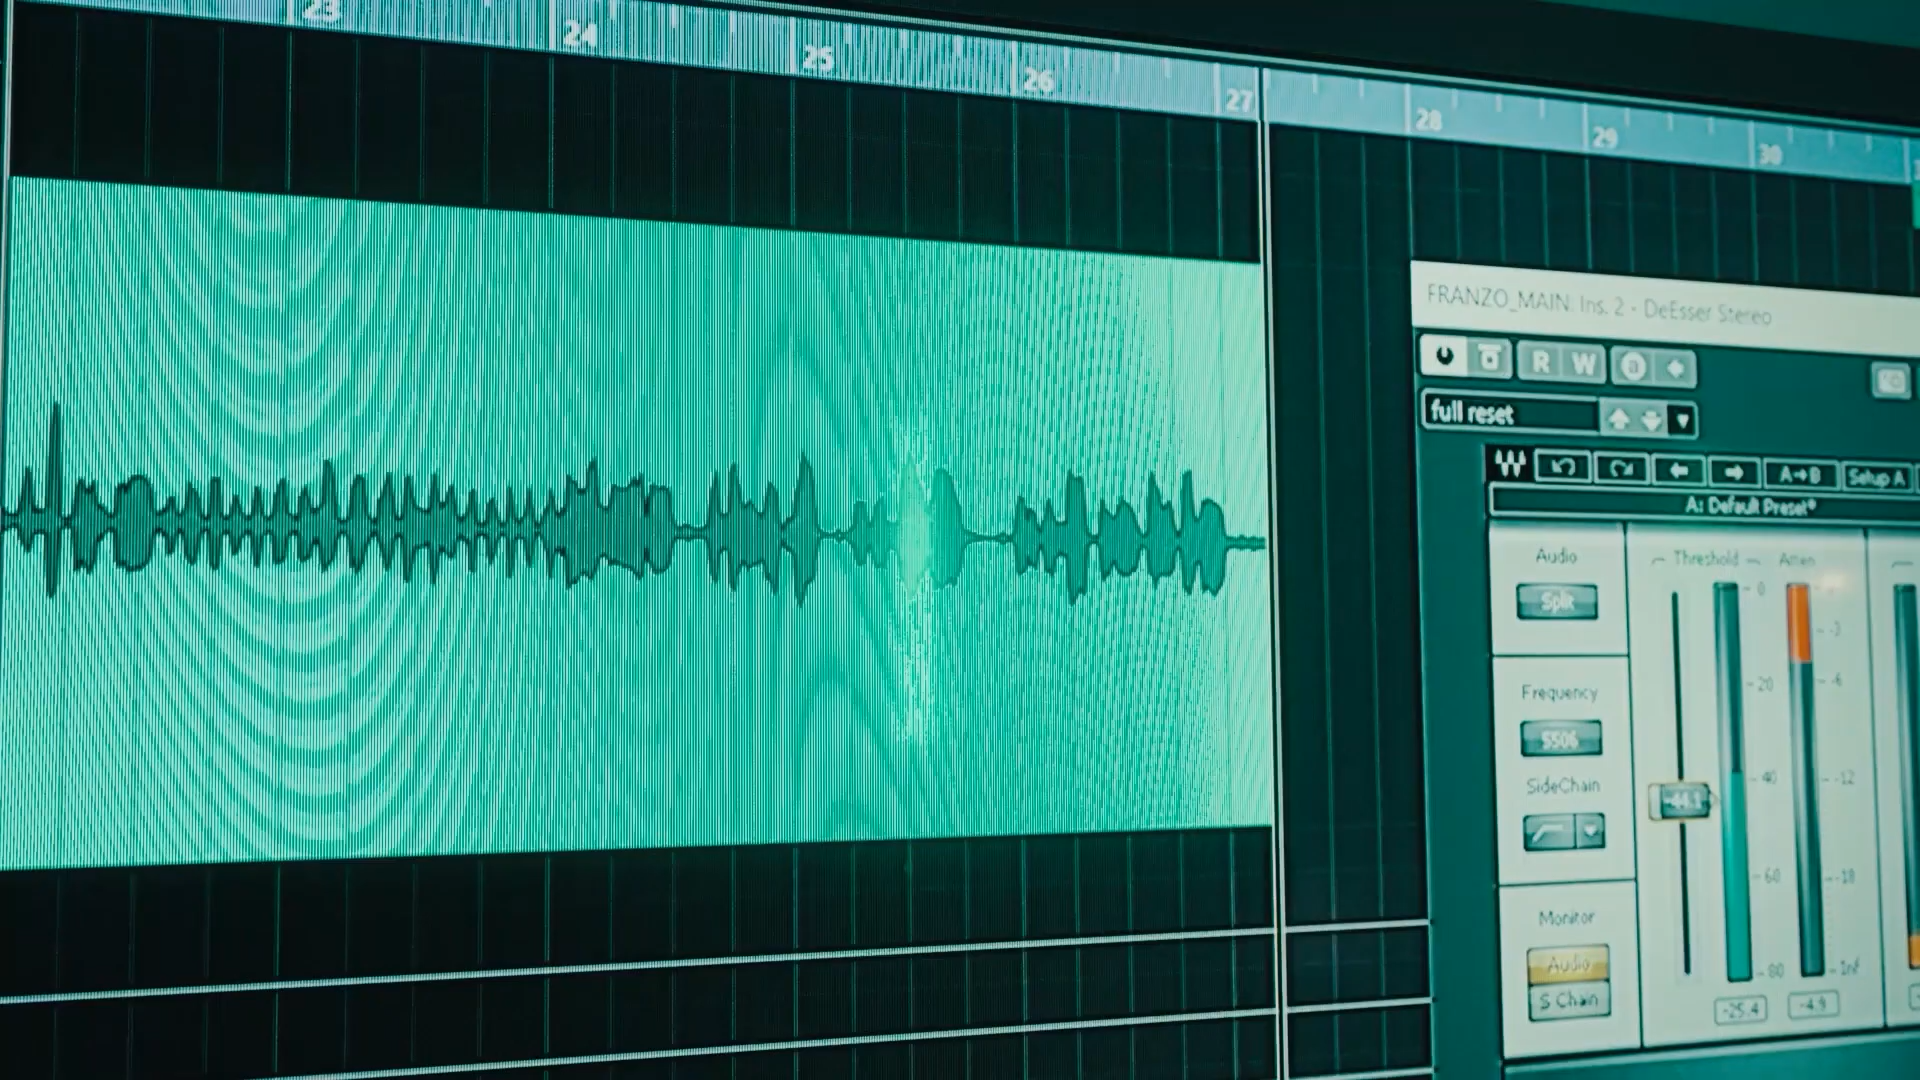 23 24 25 26 27 28 29 30
FRANZO_MAIN: Ins. 2 - DeEsser Stereo
R W a
full reset
A→B Setup A
A: Default Preset*
Audio
Split
Threshold Atten
0
-3
20
-6
Frequency
5506
SideChain
40
-12
-44.1
60
-18
Monitor
Audio
S Chain
80
-Inf
-25.4
-4.9